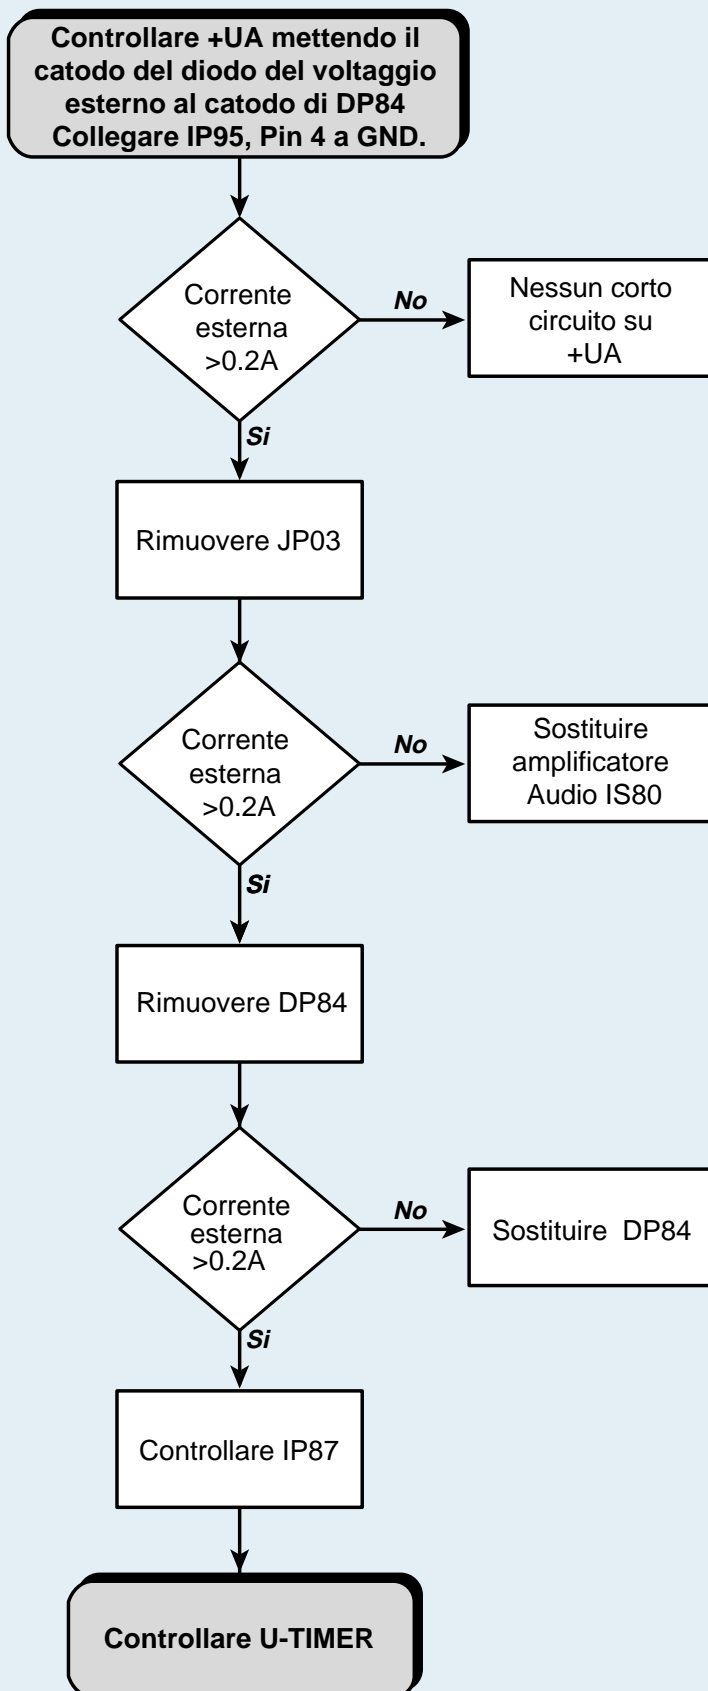 Controllare +UA mettendo il
catodo del diodo del voltaggio
esterno al catodo di DP84
Collegare IP95, Pin 4 a GND.
Corrente
esterna
>0.2A
No
Nessun corto
circuito su
+UA
Si
Rimuovere JP03
Corrente
esterna
>0.2A
No
Sostituire
amplificatore
Audio IS80
Si
Rimuovere DP84
Corrente
esterna
>0.2A
No
Sostituire DP84
Si
Controllare IP87
Controllare U-TIMER